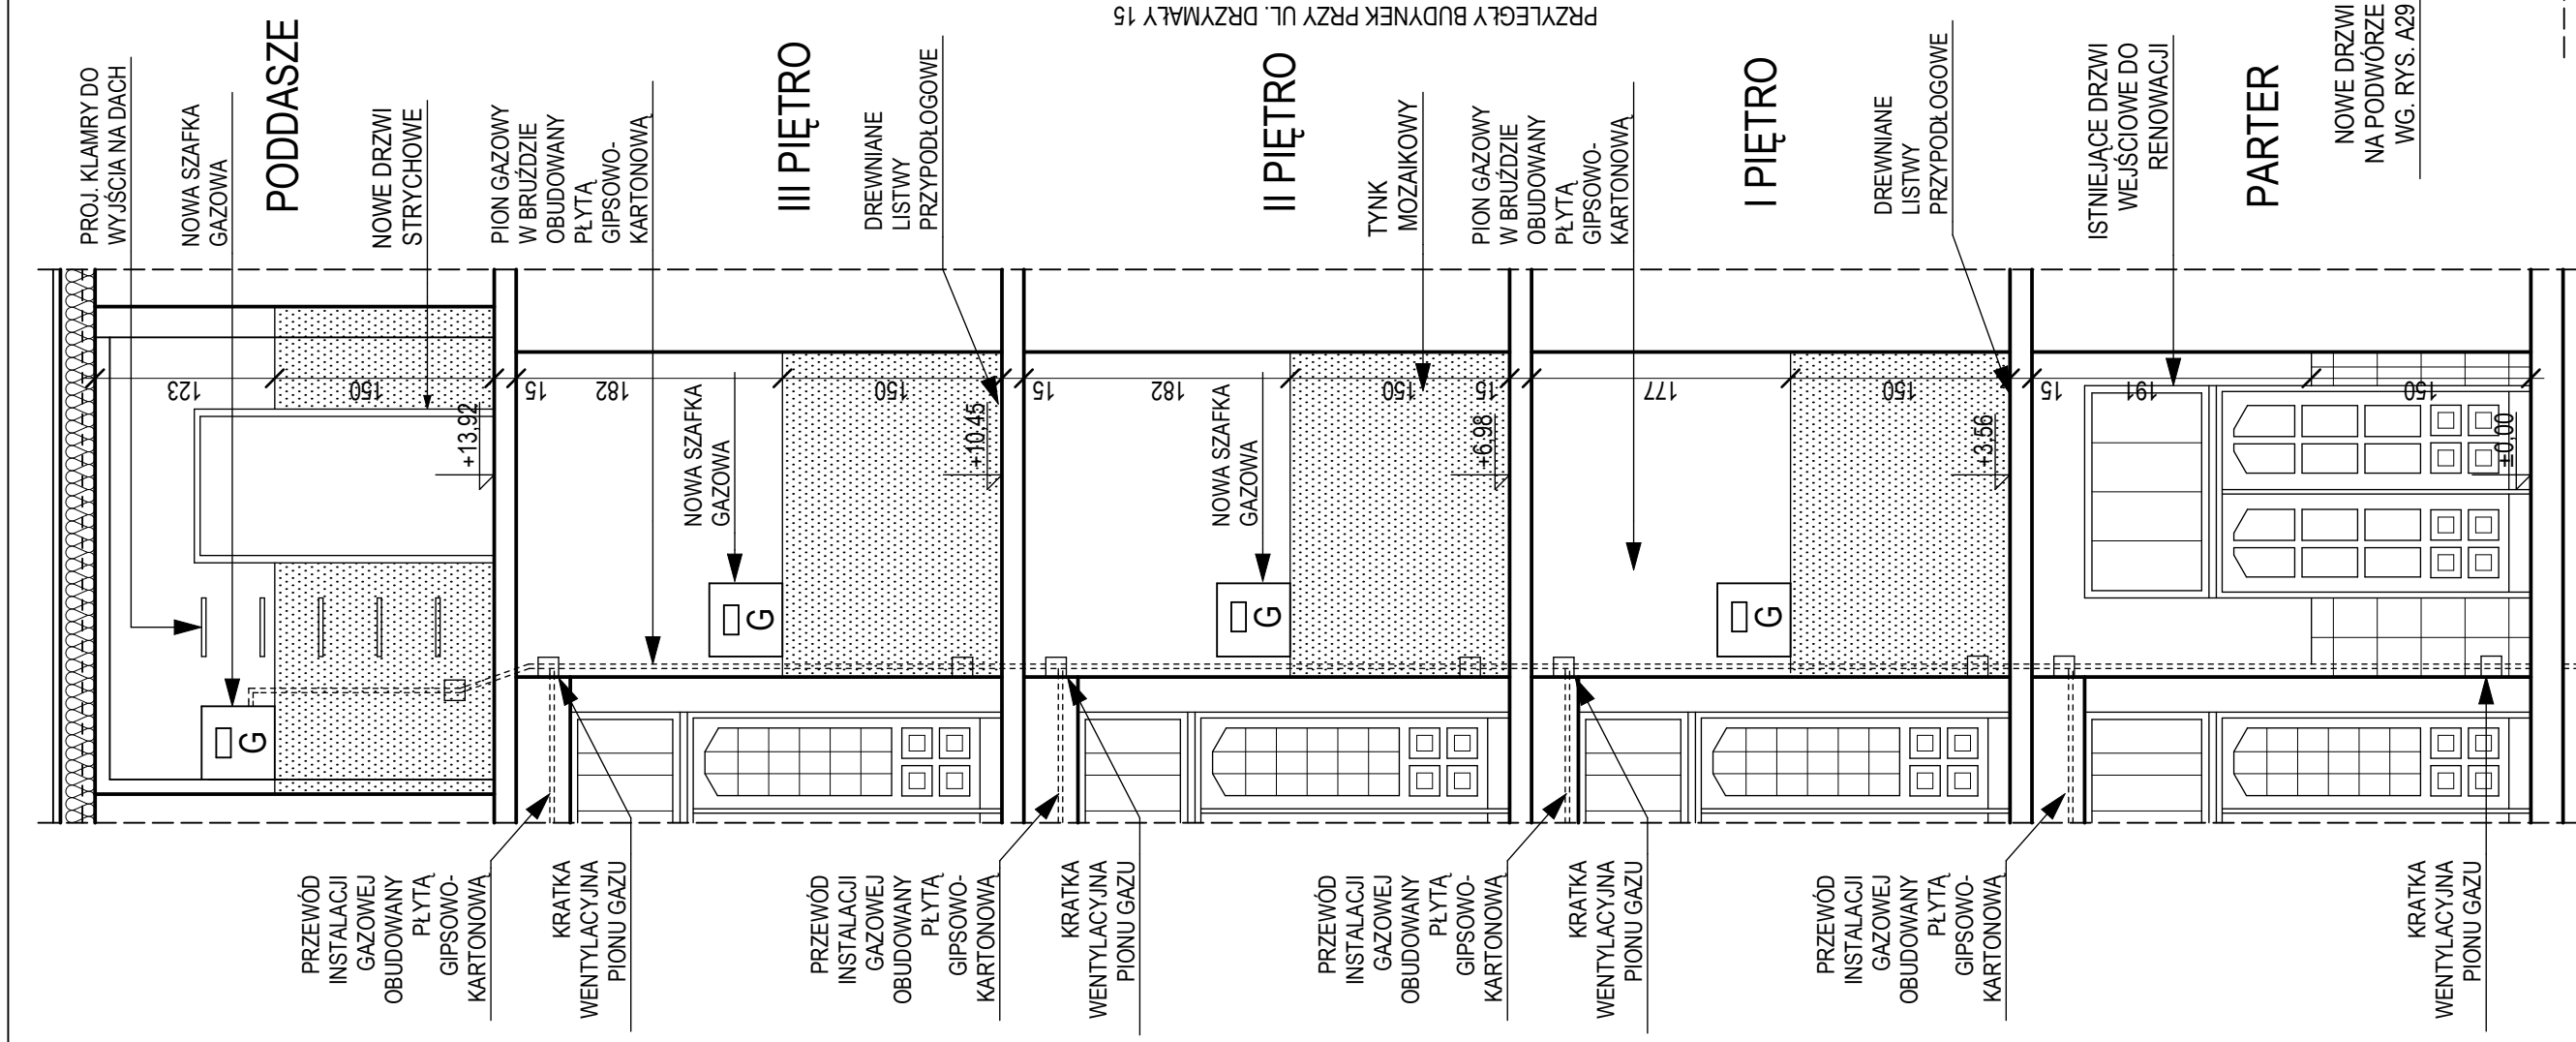 PROJ. KLAMRY DO
WYJŚCIA NA DACH
NOWA SZAFKA
GAZOWA
PODDASZE
NOWE DRZWI
STRYCHOWE
PION GAZOWY
W BRUŹDZIE
OBUDOWANY
PŁYTĄ
GIPSOWO-
KARTONOWĄ
III PIĘTRO
DREWNIANE
LISTWY
PRZYPODŁOGOWE
PRZYLEGŁY BUDYNEK PRZY UL. DRZYMAŁY 15
II PIĘTRO
TYNK
MOZAIKOWY
PION GAZOWY
W BRUŹDZIE
OBUDOWANY
PŁYTĄ
GIPSOWO-
KARTONOWĄ
I PIĘTRO
DREWNIANE
LISTWY
PRZYPODŁOGOWE
ISTNIEJĄCE DRZWI
WEJŚCIOWE DO
RENOWACJI
PARTER
NOWE DRZWI
NA PODWÓRZE
WG. RYS. A29
123
150
15
182
150
15
182
150
15
177
150
15
191
150
+13,92
+10,45
+6,98
+3,56
±0,00
NOWA SZAFKA
GAZOWA
NOWA SZAFKA
GAZOWA
G
G
G
G
PRZEWÓD
INSTALACJI
GAZOWEJ
OBUDOWANY
PŁYTĄ
GIPSOWO-
KARTONOWĄ
KRATKA
WENTYLACYJNA
PIONU GAZU
PRZEWÓD
INSTALACJI
GAZOWEJ
OBUDOWANY
PŁYTĄ
GIPSOWO-
KARTONOWĄ
KRATKA
WENTYLACYJNA
PIONU GAZU
PRZEWÓD
INSTALACJI
GAZOWEJ
OBUDOWANY
PŁYTĄ
GIPSOWO-
KARTONOWĄ
KRATKA
WENTYLACYJNA
PIONU GAZU
PRZEWÓD
INSTALACJI
GAZOWEJ
OBUDOWANY
PŁYTĄ
GIPSOWO-
KARTONOWĄ
KRATKA
WENTYLACYJNA
PIONU GAZU